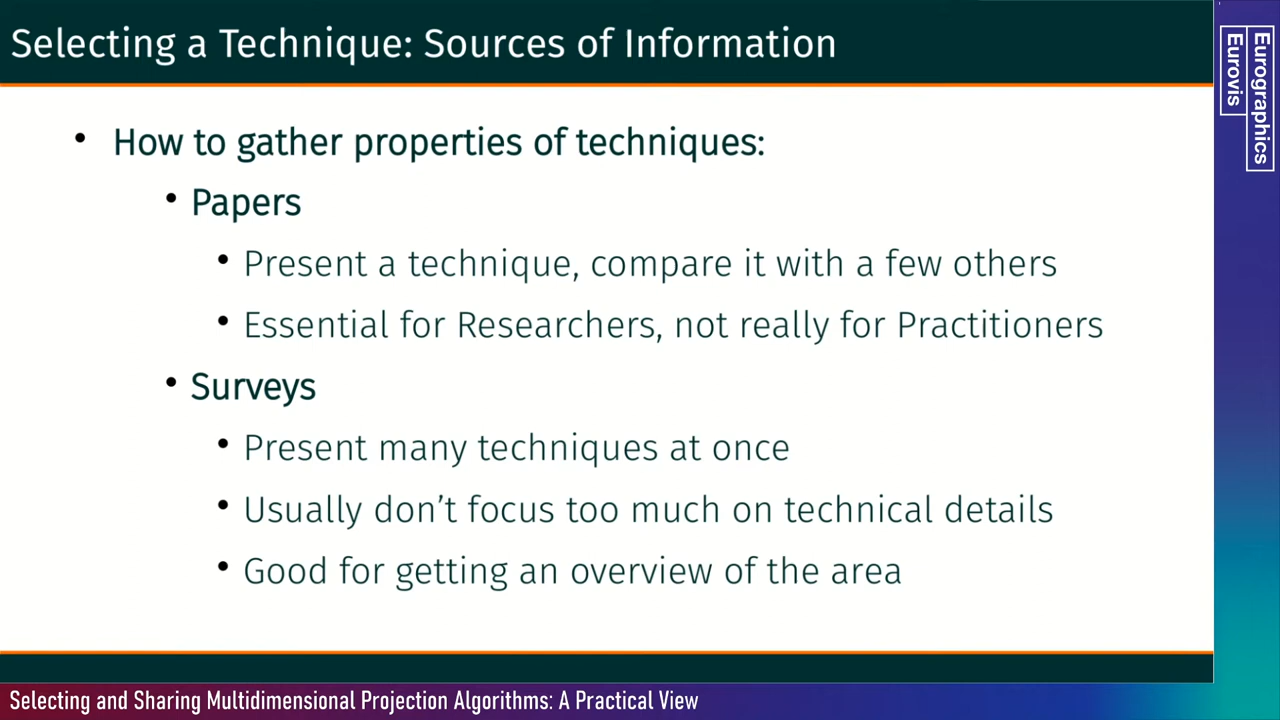 Selecting a Technique: Sources of Information
• How to gather properties of techniques:
• Papers
• Present a technique, compare it with a few others
• Essential for Researchers, not really for Practitioners
• Surveys
• Present many techniques at once
• Usually don’t focus too much on technical details
• Good for getting an overview of the area
Eurographics
Eurovis
Selecting and Sharing Multidimensional Projection Algorithms: A Practical View